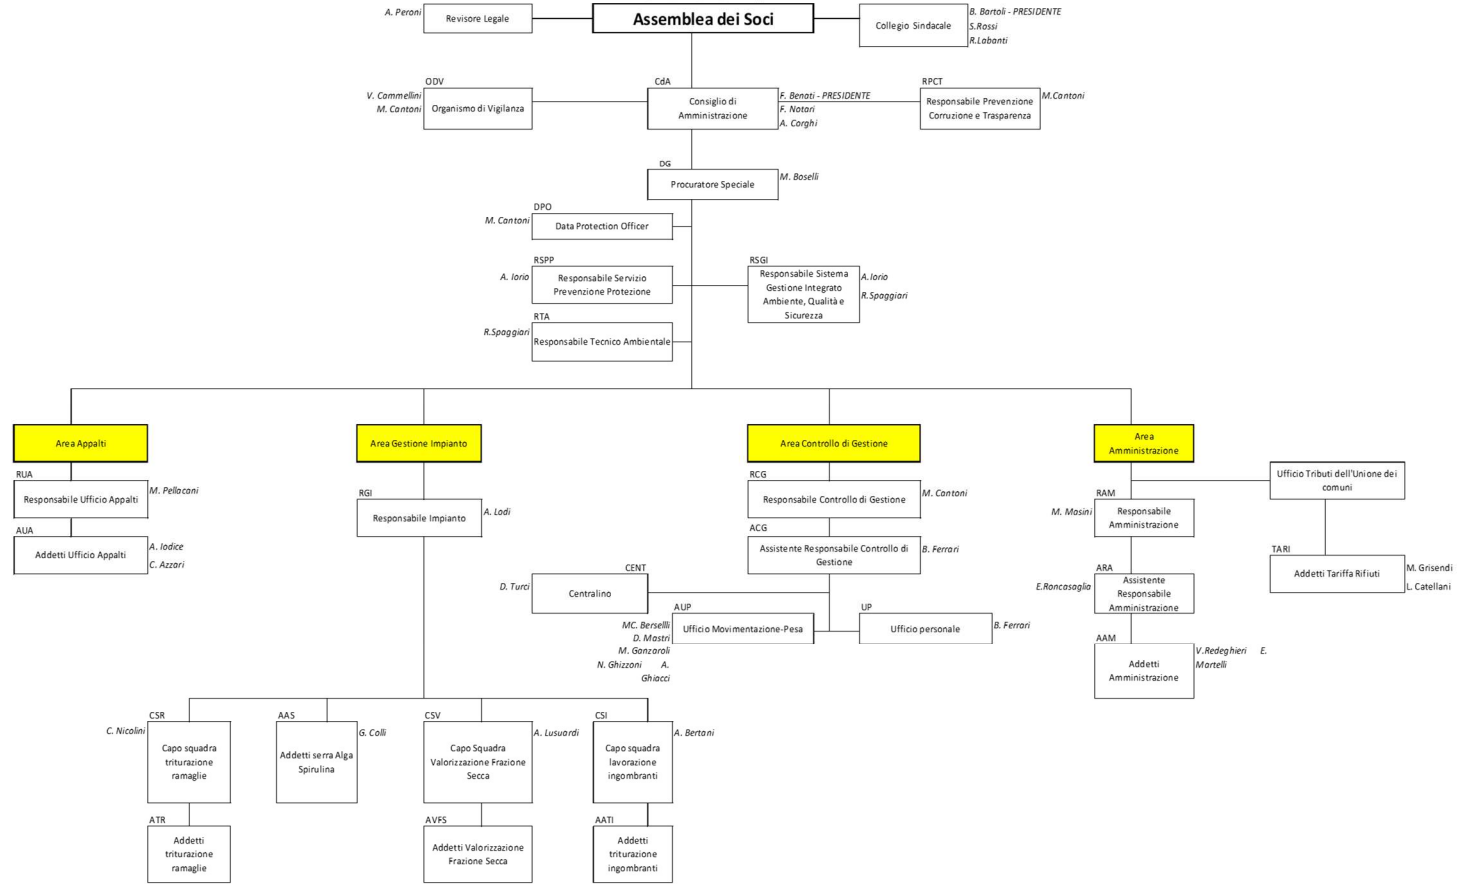 A. Peroni
Revisore Legale
Assemblea dei Soci
Collegio Sindacale
B. Bartoli - PRESIDENTE
S.Rossi
R.Labanti
ODV
V. Cammellini
M. Cantoni
Organismo di Vigilanza
CdA
Consiglio di
Amministrazione
F. Benati - PRESIDENTE
F. Notari
A. Corghi
RPCT
Responsabile Prevenzione
Corruzione e Trasparenza
M.Cantoni
DG
Procuratore Speciale
M. Boselli
DPO
M. Cantoni
Data Protection Officer
RSPP
A. Iorio
Responsabile Servizio
Prevenzione Protezione
RSGI
Responsabile Sistema
Gestione Integrato
Ambiente, Qualità e
Sicurezza
A.Iorio
R.Spaggiari
RTA
R.Spaggiari
Responsabile Tecnico Ambientale
Area Appalti
RUA
Responsabile Ufficio Appalti
M. Pellacani
AUA
Addetti Ufficio Appalti
A. Iodice
C. Azzari
Area Gestione Impianto
RGI
Responsabile Impianto
A. Lodi
Area Controllo di Gestione
RCG
Responsabile Controllo di Gestione
M. Cantoni
ACG
Assistente Responsabile Controllo di
Gestione
B. Ferrari
CENT
D. Turci
Centralino
AUP
MC. Bersellli
D. Mastri
M. Ganzaroli
N. Ghizzoni A.
Ghiacci
Ufficio Movimentazione-Pesa
UP
Ufficio personale
B. Ferrari
Area
Amministrazione
Ufficio Tributi dell'Unione dei
comuni
RAM
M. Masini
Responsabile
Amministrazione
TARI
Addetti Tariffa Rifiuti
M. Grisendi
L. Catellani
ARA
E.Roncasaglia
Assistente
Responsabile
Amministrazione
AAM
Addetti
Amministrazione
V.Redeghieri E.
Martelli
CSR
C. Nicolini
Capo squadra
triturazione
ramaglie
AAS
Addetti serra Alga
Spirulina
G. Colli
CSV
Capo Squadra
Valorizzazione Frazione
Secca
A. Lusuardi
CSI
Capo squadra
lavorazione
ingombranti
A. Bertani
ATR
Addetti
triturazione
ramaglie
AVFS
Addetti Valorizzazione
Frazione Secca
AATI
Addetti
triturazione
ingombranti